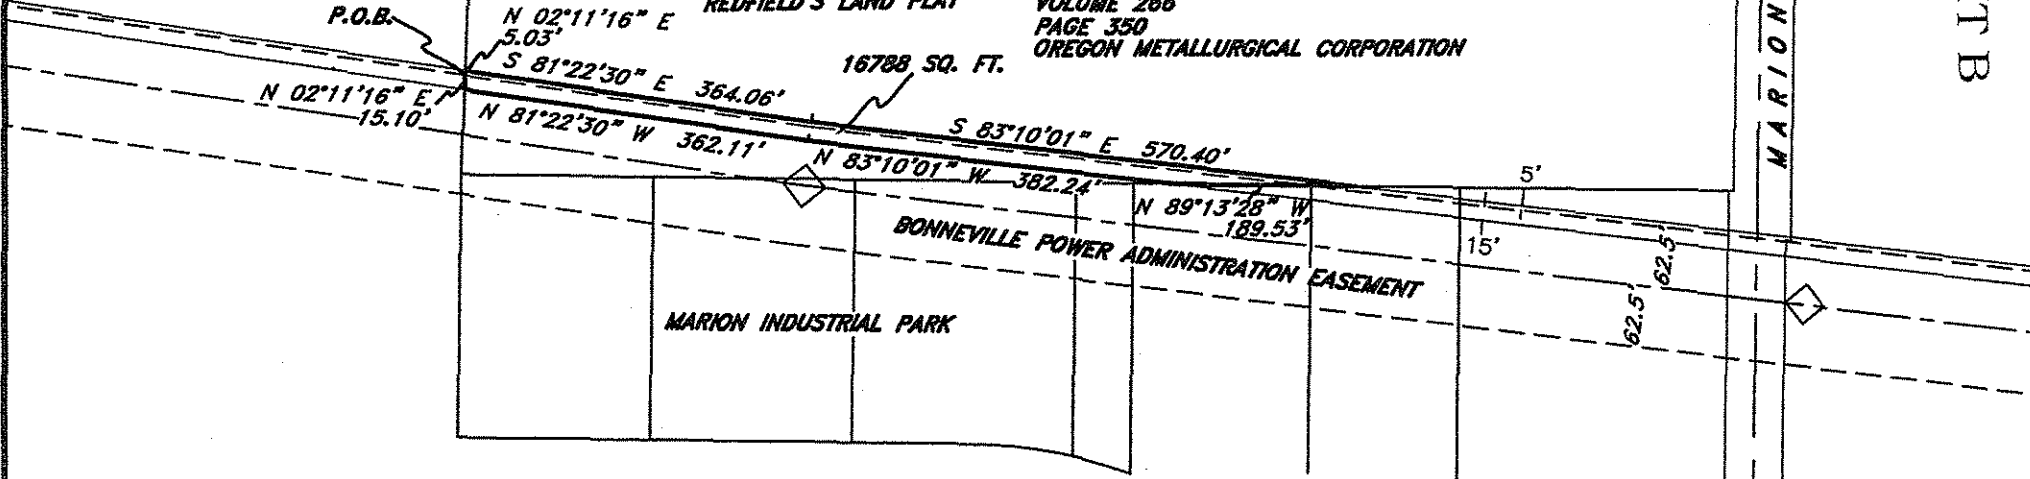 P.O.B.
N 02°11'16" E
5.03'
REDFIELD'S LAND PLAT
VOLUME 266
PAGE 350
OREGON METALLURGICAL CORPORATION
MARION
T B
S 81°22'30" E 364.06'
16788 SQ. FT.
N 02°11'16" E
15.10'
N 81°22'30" W 362.11'
S 83°10'01" E 570.40'
N 83°10'01" W 382.24'
5'
N 89°13'28" W
189.53'
15'
BONNEVILLE POWER ADMINISTRATION EASEMENT
62.5'
62.5'
MARION INDUSTRIAL PARK